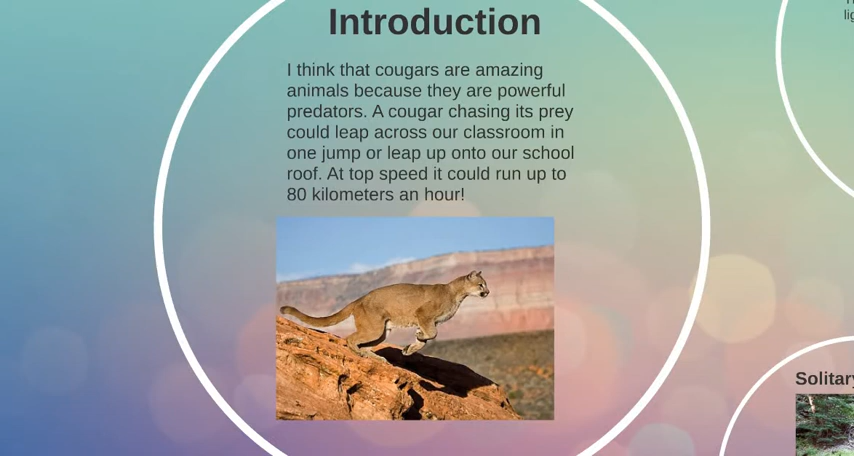 Introduction
I think that cougars are amazing
animals because they are powerful
predators. A cougar chasing its prey
could leap across our classroom in
one jump or leap up onto our school
roof. At top speed it could run up to
80 kilometers an hour!
Solitary